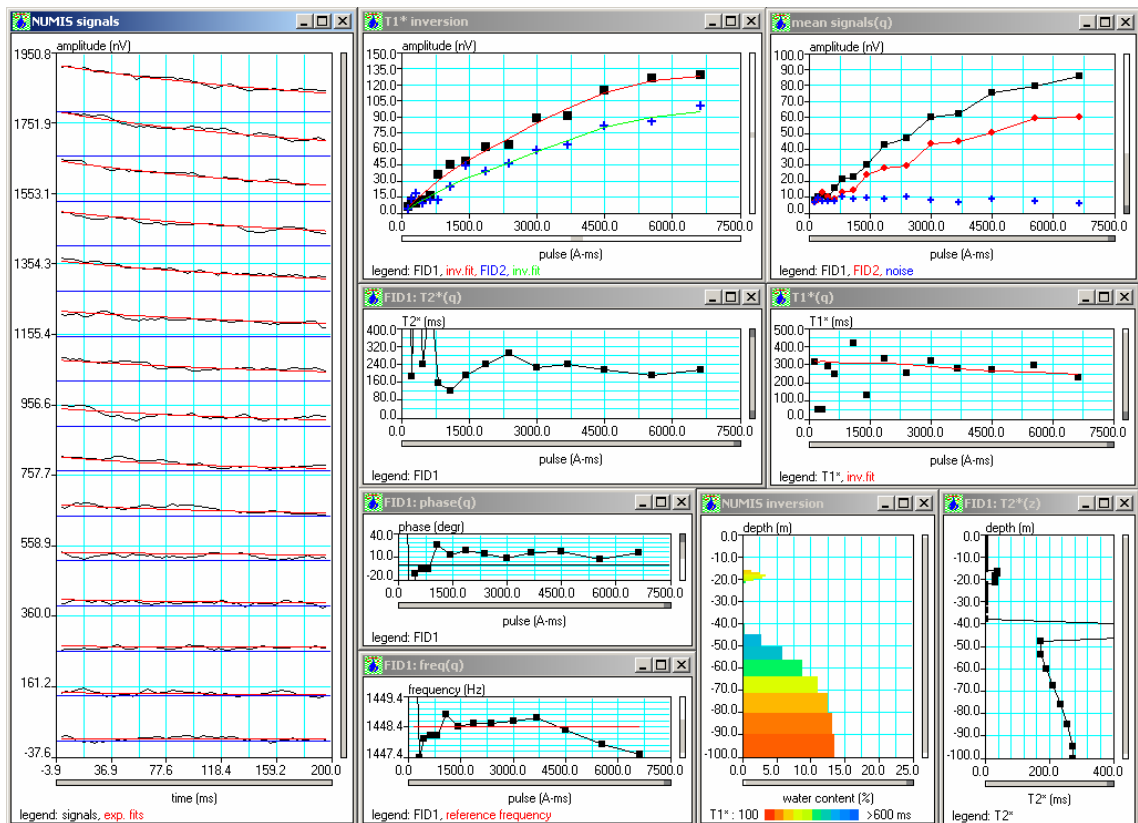 NUMIS signals
amplitude (nV)
1950.8
1751.9
1553.1
1354.3
1155.4
956.6
757.7
558.9
360.0
161.2
-37.6
-3.9 36.9 77.6 118.4 159.2 200.0
time (ms)
legend: signals, exp. fits
T1* inversion
amplitude (nV)
150.0
135.0
120.0
105.0
90.0
75.0
60.0
45.0
30.0
15.0
0.0
0.0 1500.0 3000.0 4500.0 6000.0 7500.0
pulse (A-ms)
legend: FID1, inv.fit, FID2, inv.fit
mean signals(q)
amplitude (nV)
100.0
90.0
80.0
70.0
60.0
50.0
40.0
30.0
20.0
10.0
0.0
0.0 1500.0 3000.0 4500.0 6000.0 7500.0
pulse (A-ms)
legend: FID1, FID2, noise
FID1: T2*(q)
T2* (ms)
400.0
320.0
240.0
160.0
80.0
0.0
0.0 1500.0 3000.0 4500.0 6000.0 7500.0
pulse (A-ms)
legend: FID1
T1*(q)
T1* (ms)
500.0
400.0
300.0
200.0
100.0
0.0
0.0 1500.0 3000.0 4500.0 6000.0 7500.0
pulse (A-ms)
legend: T1*, inv.fit
FID1: phase(q)
phase (degr)
40.0
10.0
-20.0
0.0 1500.0 3000.0 4500.0 6000.0 7500.0
pulse (A-ms)
legend: FID1
FID1: freq(q)
frequency (Hz)
1449.4
1448.4
1447.4
0.0 1500.0 3000.0 4500.0 6000.0 7500.0
pulse (A-ms)
legend: FID1, reference frequency
NUMIS inversion
depth (m)
0.0
-10.0
-20.0
-30.0
-40.0
-50.0
-60.0
-70.0
-80.0
-90.0
-100.0
0.0 5.0 10.0 15.0 20.0 25.0
water content (%)
T1* : 100 >600 ms
FID1: T2*(z)
depth (m)
0.0
-10.0
-20.0
-30.0
-40.0
-50.0
-60.0
-70.0
-80.0
-90.0
-100.0
0.0 200.0 400.0
T2* (ms)
legend: T2*